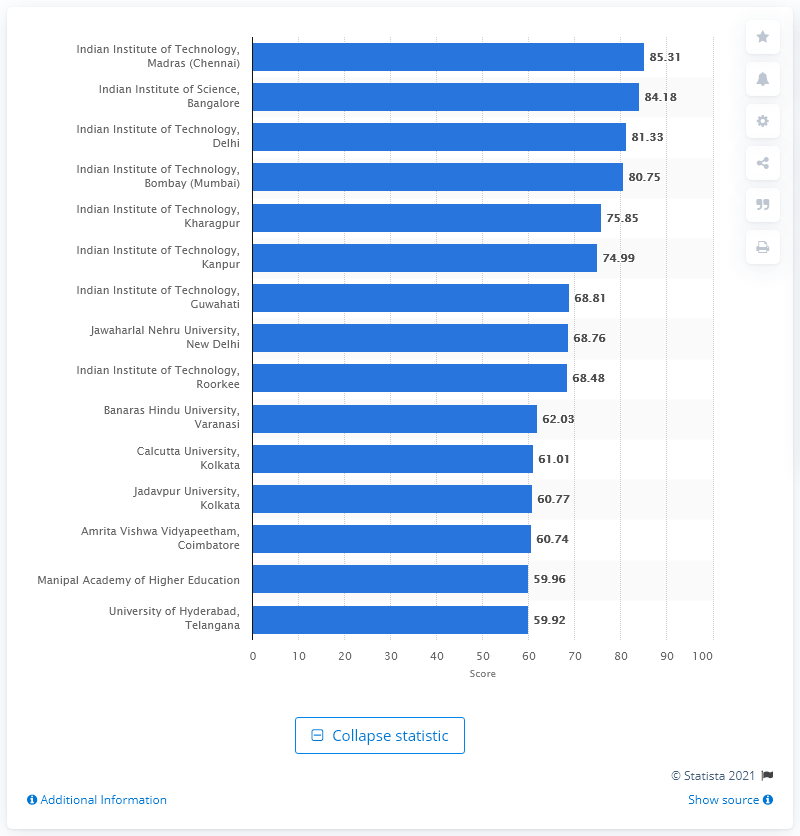 Indian Institute of Technology,
Madras (Chennai)
85.31
Indian Institute of Science,
Bangalore
84.18
Indian Institute of Technology,
Delhi
81.33
Indian Institute of Technology,
Bombay (Mumbai)
80.75
Indian Institute of Technology,
Kharagpur
75.85
Indian Institute of Technology,
Kanpur
74.99
Indian Institute of Technology,
Guwahati
68.81
Jawaharlal Nehru University,
New Delhi
68.76
Indian Institute of Technology,
Roorkee
68.48
Banaras Hindu University,
Varanasi
62.03
Calcutta University,
Kolkata
61.01
Jadavpur University,
Kolkata
60.77
Amrita Vishwa Vidyapeetham,
Coimbatore
60.74
Manipal Academy of Higher Education
59.96
University of Hyderabad,
Telangana
59.92
0 10 20 30 40 50 60 70 80 90 100
Score
Collapse statistic
© Statista 2021
Additional Information
Show source